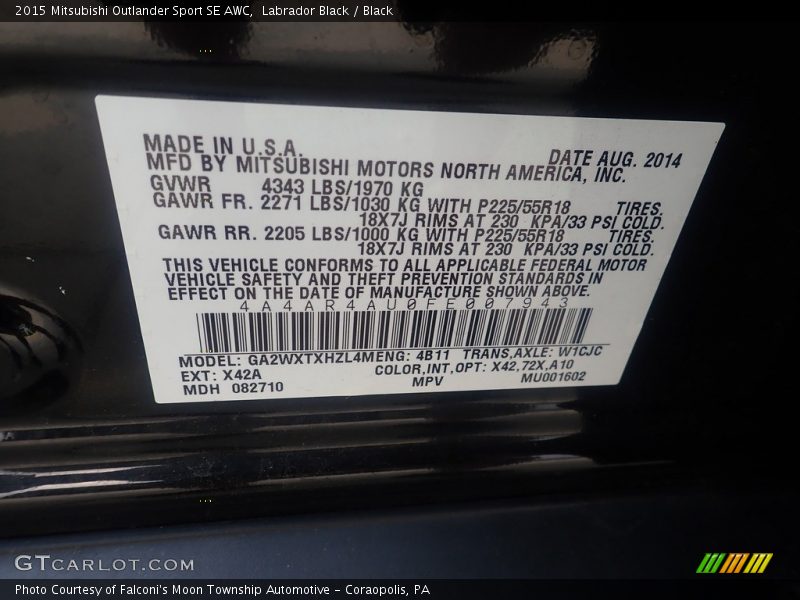 2015 Mitsubishi Outlander Sport SE AWC, Labrador Black / Black
MADE IN U.S.A. DATE AUG. 2014
MFD BY MITSUBISHI MOTORS NORTH AMERICA, INC.
GVWR 4343 LBS/1970 KG
GAWR FR. 2271 LBS/1030 KG WITH P225/55R18 TIRES.
18X7J RIMS AT 230 KPA/33 PSI COLD.
GAWR RR. 2205 LBS/1000 KG WITH P225/55R18 TIRES.
18X7J RIMS AT 230 KPA/33 PSI COLD.
THIS VEHICLE CONFORMS TO ALL APPLICABLE FEDERAL MOTOR
VEHICLE SAFETY AND THEFT PREVENTION STANDARDS IN
EFFECT ON THE DATE OF MANUFACTURE SHOWN ABOVE.
4A4AR4AU0FE007943
MODEL: GA2WXTXHZL4MENG: 4B11 TRANS,AXLE: W1CJC
EXT: X42A COLOR,INT,OPT: X42,72X,A10
MDH 082710 MPV MU001602
GTCARLOT.COM
Photo Courtesy of Falconi's Moon Township Automotive - Coraopolis, PA